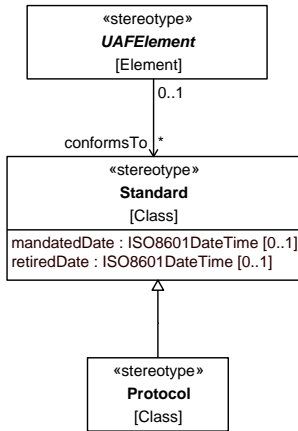 «stereotype»
UAFElement
[Element]
0..1
conformsTo *
«stereotype»
Standard
[Class]
mandatedDate : ISO8601DateTime [0..1]
retiredDate : ISO8601DateTime [0..1]
«stereotype»
Protocol
[Class]